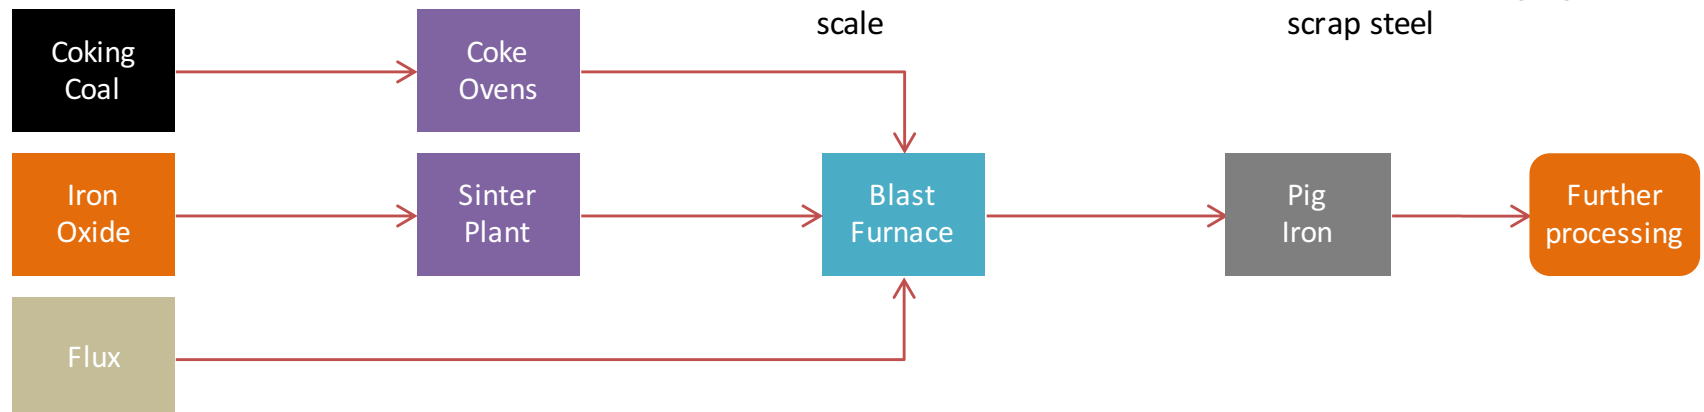 scale
scrap steel
Coking
Coal
Coke
Ovens
Iron
Oxide
Sinter
Plant
Blast
Furnace
Pig
Iron
Further
processing
Flux